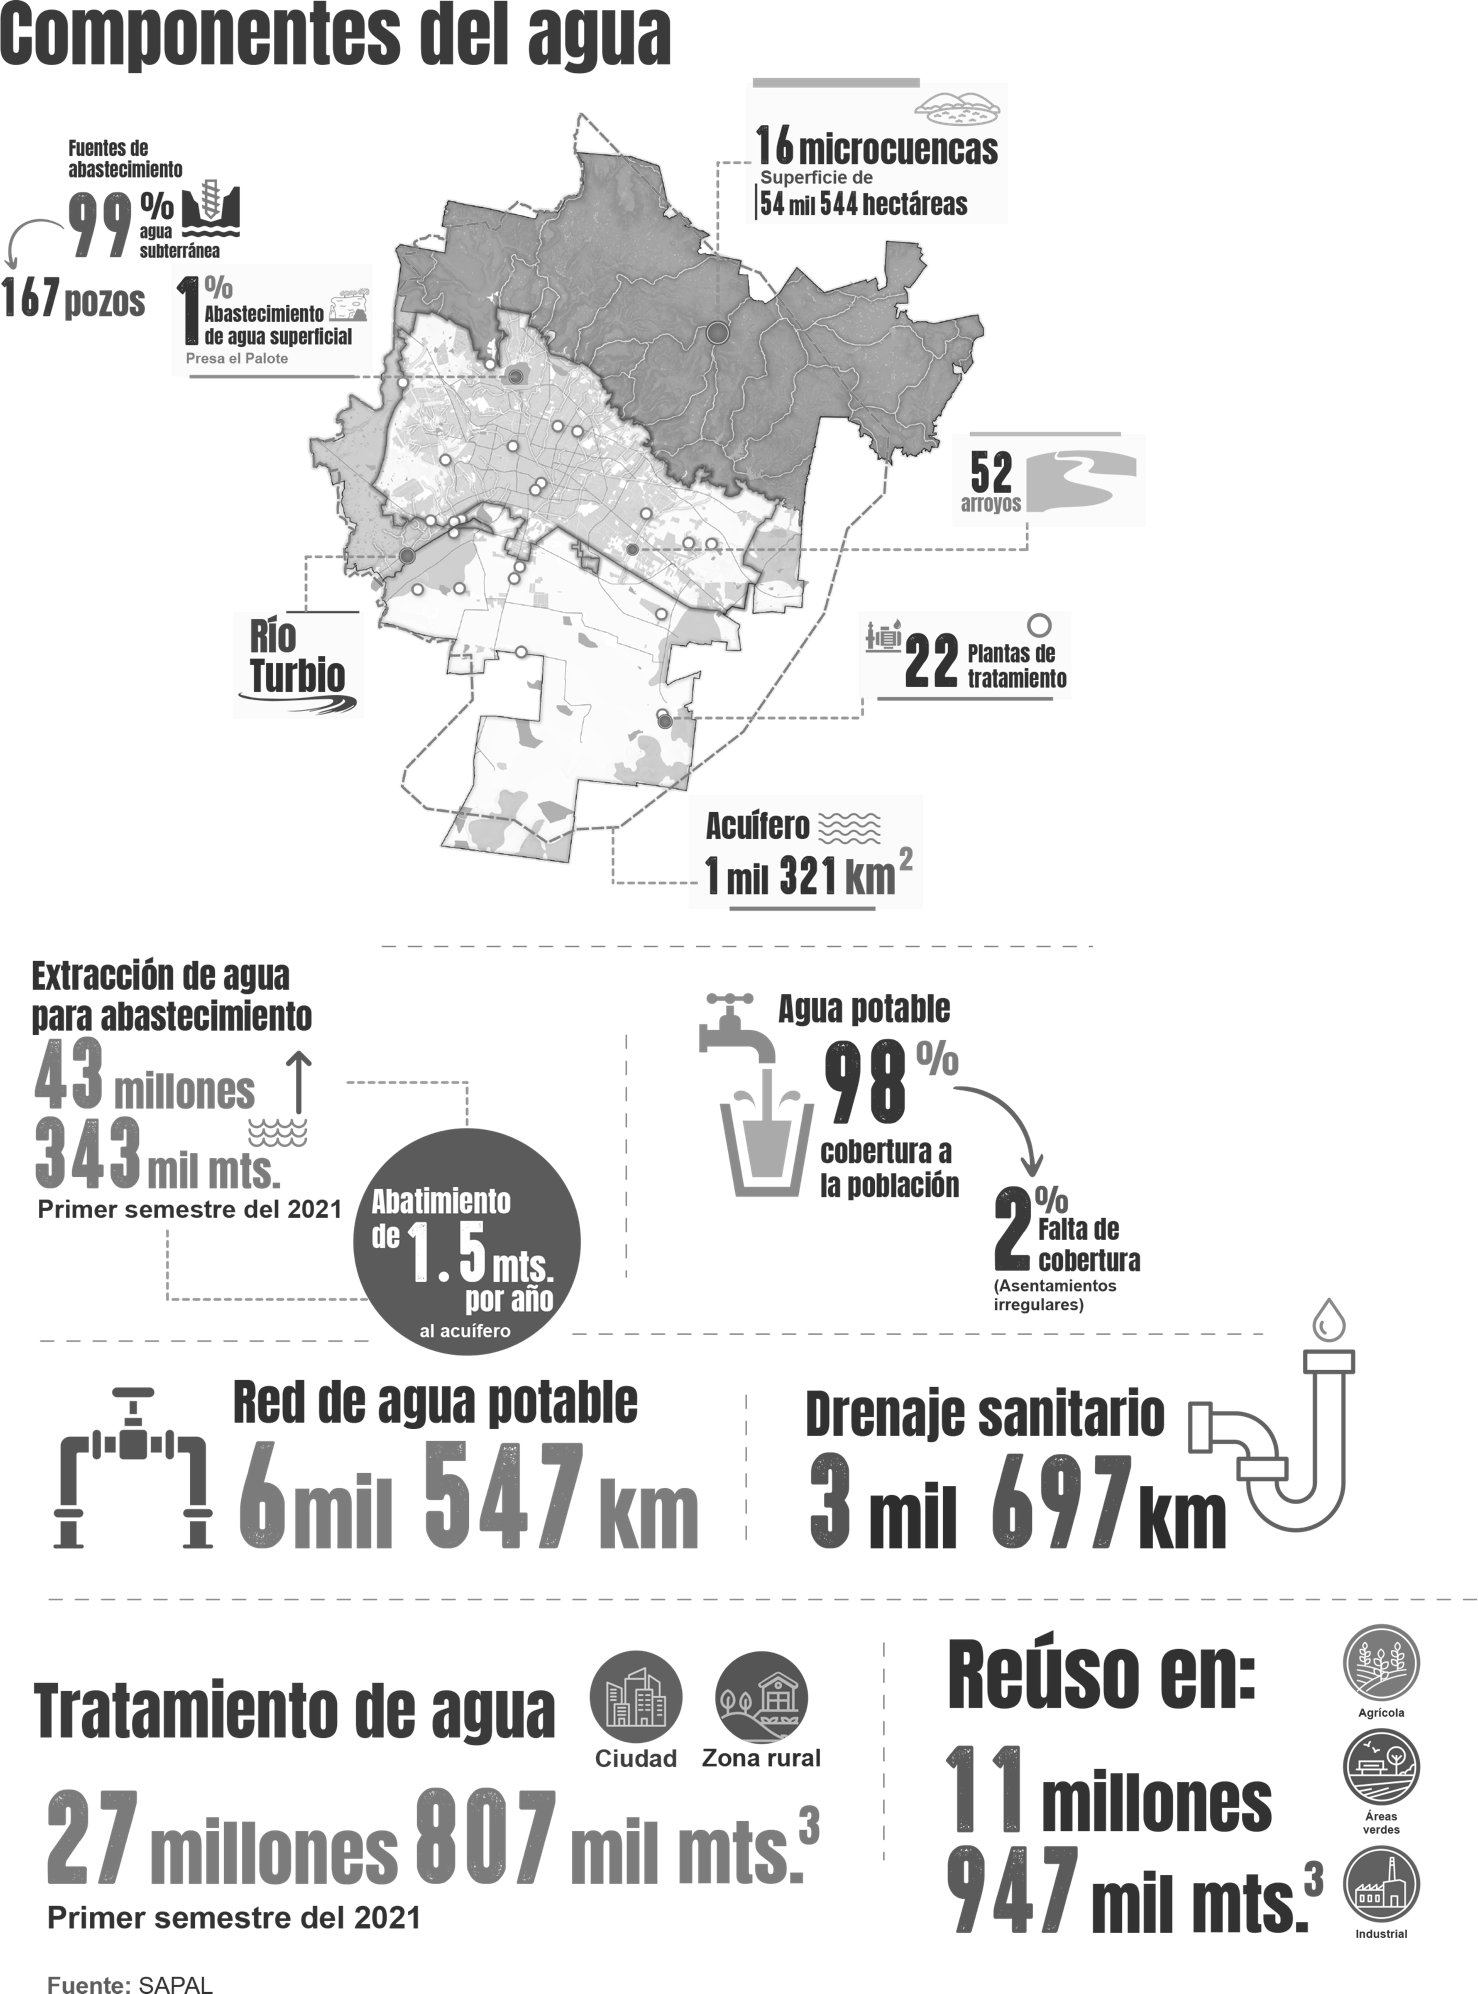 Componentes del agua
Fuentes de
abastecimiento
99 %
agua
subterránea
167 pozos
1 %
Abastecimiento
de agua superficial
Presa el Palote
16 microcuencas
Superficie de
54 mil 544 hectáreas
52
arroyos
Río
Turbio
22 Plantas de
tratamiento
Acuífero
1 mil 321 km²
Extracción de agua
para abastecimiento
43 millones
343 mil mts.
Primer semestre del 2021
Abatimiento
de 1.5 mts.
por año
al acuífero
Agua potable
98 %
cobertura a
la población
2 %
Falta de
cobertura
(Asentamientos
irregulares)
Red de agua potable
6 mil 547 km
Drenaje sanitario
3 mil 697 km
Tratamiento de agua
Ciudad
Zona rural
27 millones 807 mil mts.³
Primer semestre del 2021
Reúso en:
11 millones
947 mil mts.³
Agrícola
Áreas
verdes
Industrial
Fuente: SAPAL